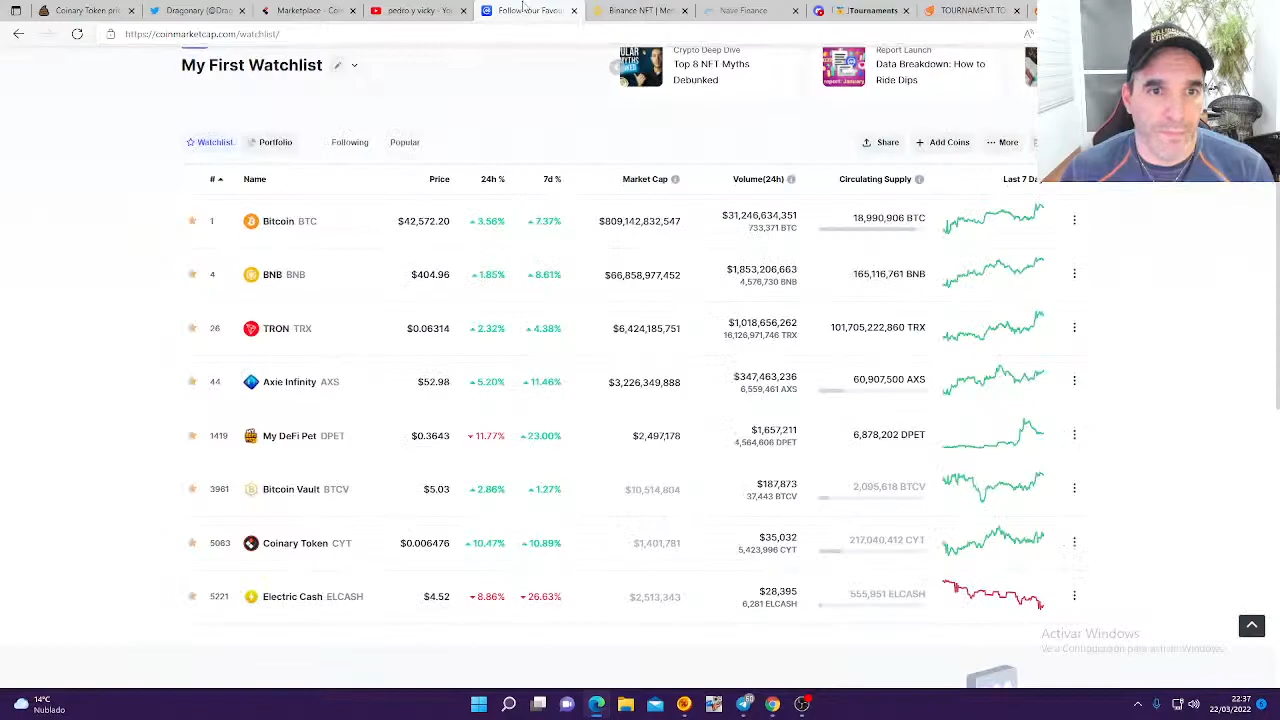 Coinary Token
Market Cap
pedro vicky - Yo
Follow your Favou
Binance NFT | Me
Nave Finance
Tournaments
TOURNAMENT TO
https://coinmarketcap.com/watchlist/
My First Watchlist
Crypto Deep Dive
Top 8 NFT Myths
Debunked
Report Launch
Data Breakdown: How to
Ride Dips
Watchlist
Portfolio
Following
Popular
Share
+ Add Coins
More
# Name Price 24h % 7d % Market Cap Volume(24h) Circulating Supply Last 7 Da
1 Bitcoin BTC $42,572.20 3.56% 7.37% $809,142,832,547 $31,246,634,351 18,990,906 BTC
733,371 BTC
4 BNB BNB $404.96 1.85% 8.61% $66,858,977,452 $1,853,206,663 165,116,761 BNB
4,576,730 BNB
26 TRON TRX $0.06314 2.32% 4.38% $6,424,185,751 $1,018,656,262 101,705,222,860 TRX
16,126,971,746 TRX
44 Axie Infinity AXS $52.98 5.20% 11.46% $3,226,349,888 $347,463,236 60,907,500 AXS
6,559,461 AXS
1419 My DeFi Pet DPET $0.3643 11.77% 23.00% $2,497,178 $1,657,211 6,878,202 DPET
4,564,606 DPET
3961 Bitcoin Vault BTCV $5.03 2.86% 1.27% $10,514,804 $187,873 2,095,618 BTCV
37,443 BTCV
5063 Coinary Token CYT $0.006476 10.47% 10.89% $1,401,781 $35,032 217,040,412 CYT
5,423,996 CYT
5221 Electric Cash ELCASH $4.52 8.86% 26.63% $2,513,343 $28,395 555,951 ELCASH
6,281 ELCASH
Activar Windows
Ve a Configuración para activar Windows.
14°C
Nublado
22:37
22/03/2022